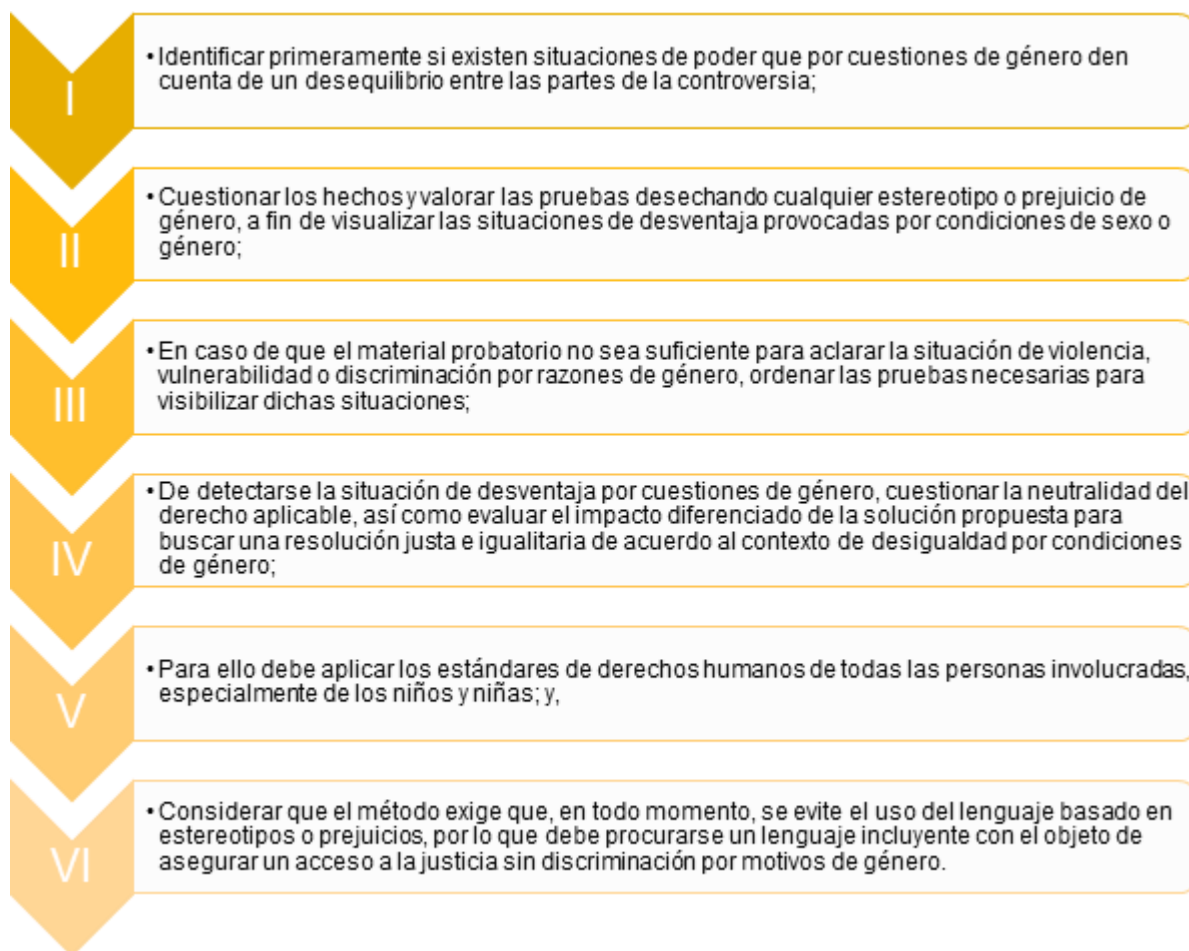 I
• Identificar primeramente si existen situaciones de poder que por cuestiones de género den
cuenta de un desequilibrio entre las partes de la controversia;
II
• Cuestionar los hechos y valorar las pruebas desechando cualquier estereotipo o prejuicio de
género, a fin de visualizar las situaciones de desventaja provocadas por condiciones de sexo o
género;
III
• En caso de que el material probatorio no sea suficiente para aclarar la situación de violencia,
vulnerabilidad o discriminación por razones de género, ordenar las pruebas necesarias para
visibilizar dichas situaciones;
IV
• De detectarse la situación de desventaja por cuestiones de género, cuestionar la neutralidad del
derecho aplicable, así como evaluar el impacto diferenciado de la solución propuesta para
buscar una resolución justa e igualitaria de acuerdo al contexto de desigualdad por condiciones
de género;
V
• Para ello debe aplicar los estándares de derechos humanos de todas las personas involucradas,
especialmente de los niños y niñas; y,
VI
• Considerar que el método exige que, en todo momento, se evite el uso del lenguaje basado en
estereotipos o prejuicios, por lo que debe procurarse un lenguaje incluyente con el objeto de
asegurar un acceso a la justicia sin discriminación por motivos de género.